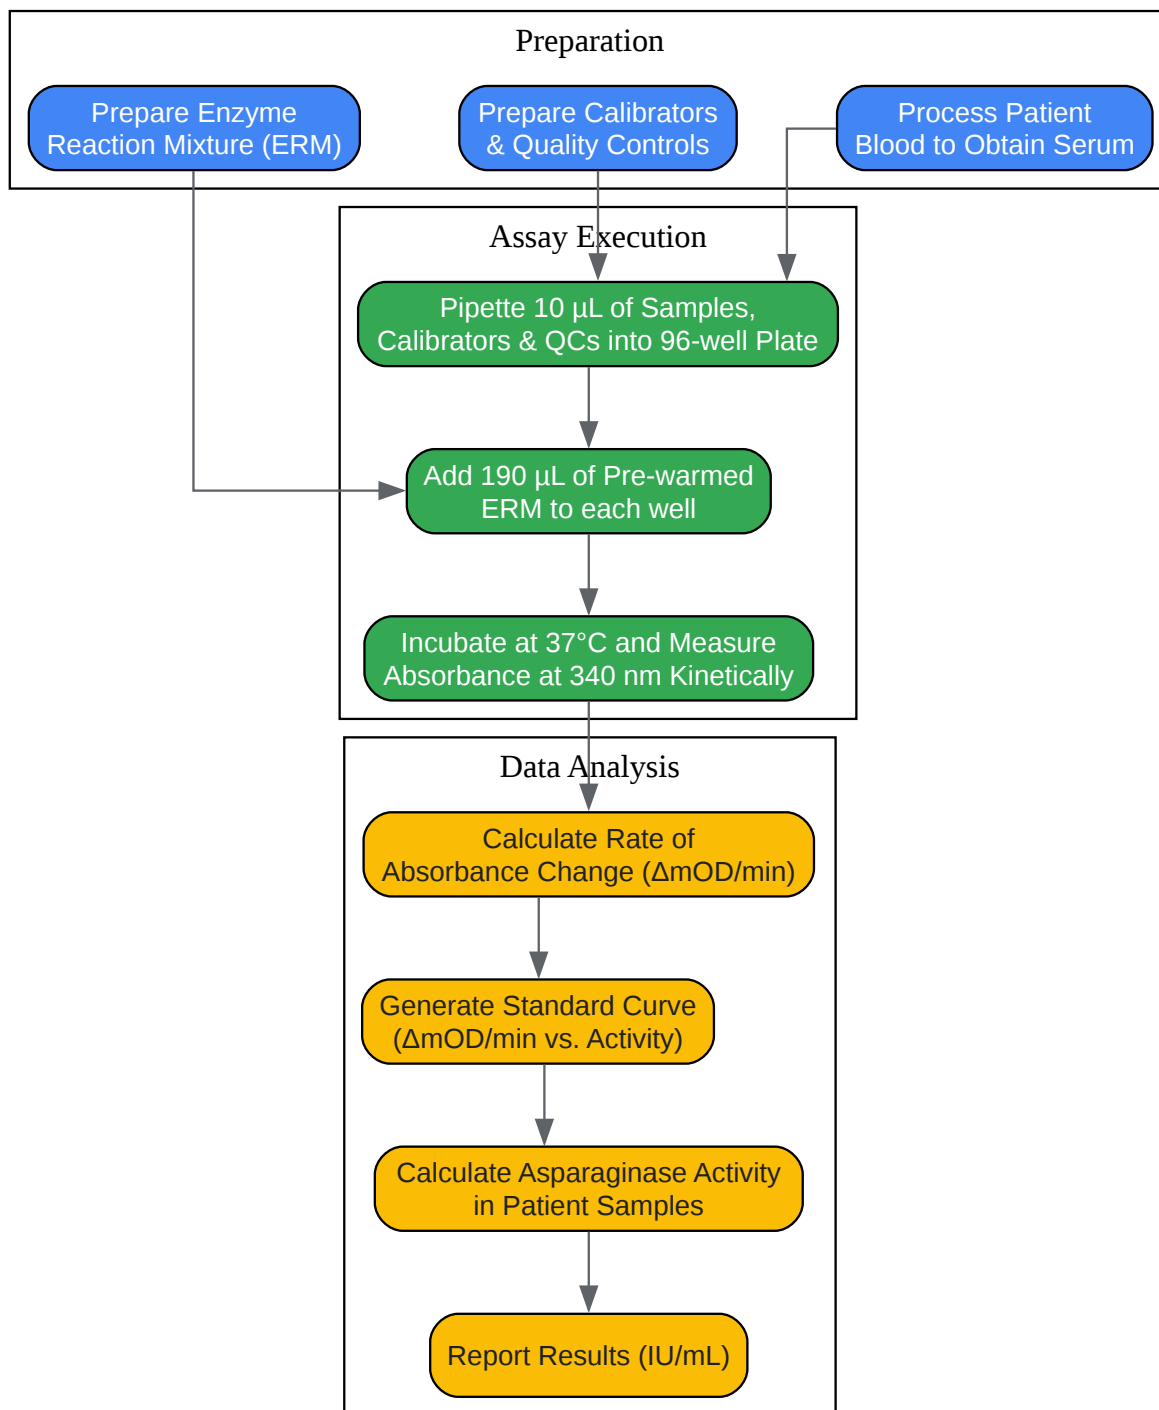 Preparation
Prepare Enzyme
Reaction Mixture (ERM)
Prepare Calibrators
& Quality Controls
Process Patient
Blood to Obtain Serum
Assay Execution
Pipette 10 µL of Samples,
Calibrators & QCs into 96-well Plate
Add 190 µL of Pre-warmed
ERM to each well
Incubate at 37°C and Measure
Absorbance at 340 nm Kinetically
Data Analysis
Calculate Rate of
Absorbance Change (ΔmOD/min)
Generate Standard Curve
(ΔmOD/min vs. Activity)
Calculate Asparaginase Activity
in Patient Samples
Report Results (IU/mL)